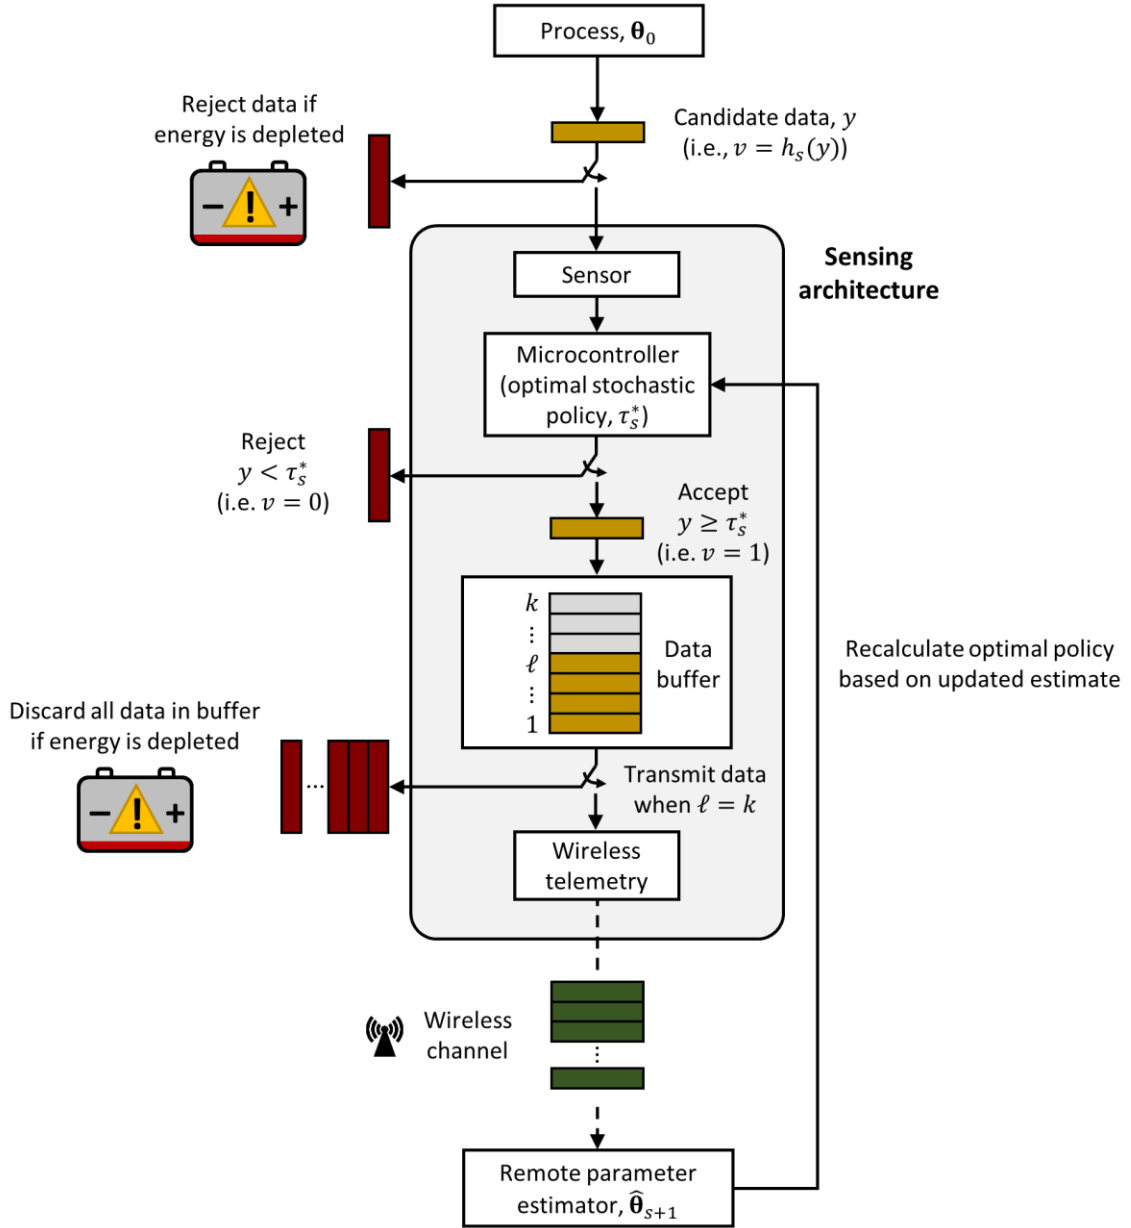 Process, θ₀
Reject data if
energy is depleted
Candidate data, y
(i.e., v = hₛ(y))
− ! +
Sensing
architecture
Sensor
Microcontroller
(optimal stochastic
policy, τₛ*)
Reject
y < τₛ*
(i.e. v = 0)
Accept
y ≥ τₛ*
(i.e. v = 1)
k
⋮
ℓ
⋮
1
Data
buffer
Recalculate optimal policy
based on updated estimate
Discard all data in buffer
if energy is depleted
− ! +
...
Transmit data
when ℓ = k
Wireless
telemetry
Wireless
channel
⋮
Remote parameter
estimator, θ̂ₛ₊₁